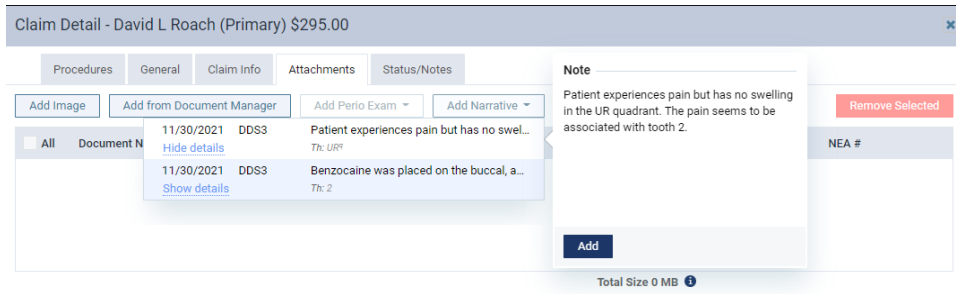 Claim Detail - David L Roach (Primary) $295.00
Procedures General Claim Info Attachments Status/Notes
Add Image Add from Document Manager Add Perio Exam Add Narrative Remove Selected
All Document N NEA #
11/30/2021 DDS3 Patient experiences pain but has no swel...
Hide details Th: URq
11/30/2021 DDS3 Benzocaine was placed on the buccal, a...
Show details Th: 2
Note
Patient experiences pain but has no swelling
in the UR quadrant. The pain seems to be
associated with tooth 2.
Add
Total Size 0 MB